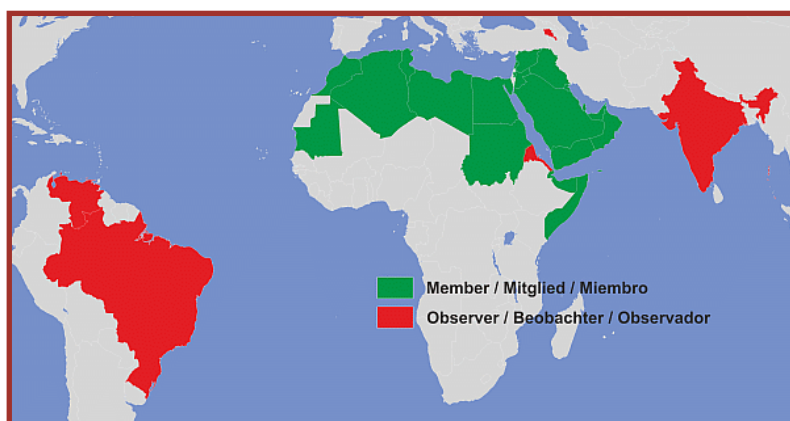 Member / Mitglied / Miembro
Observer / Beobachter / Observador